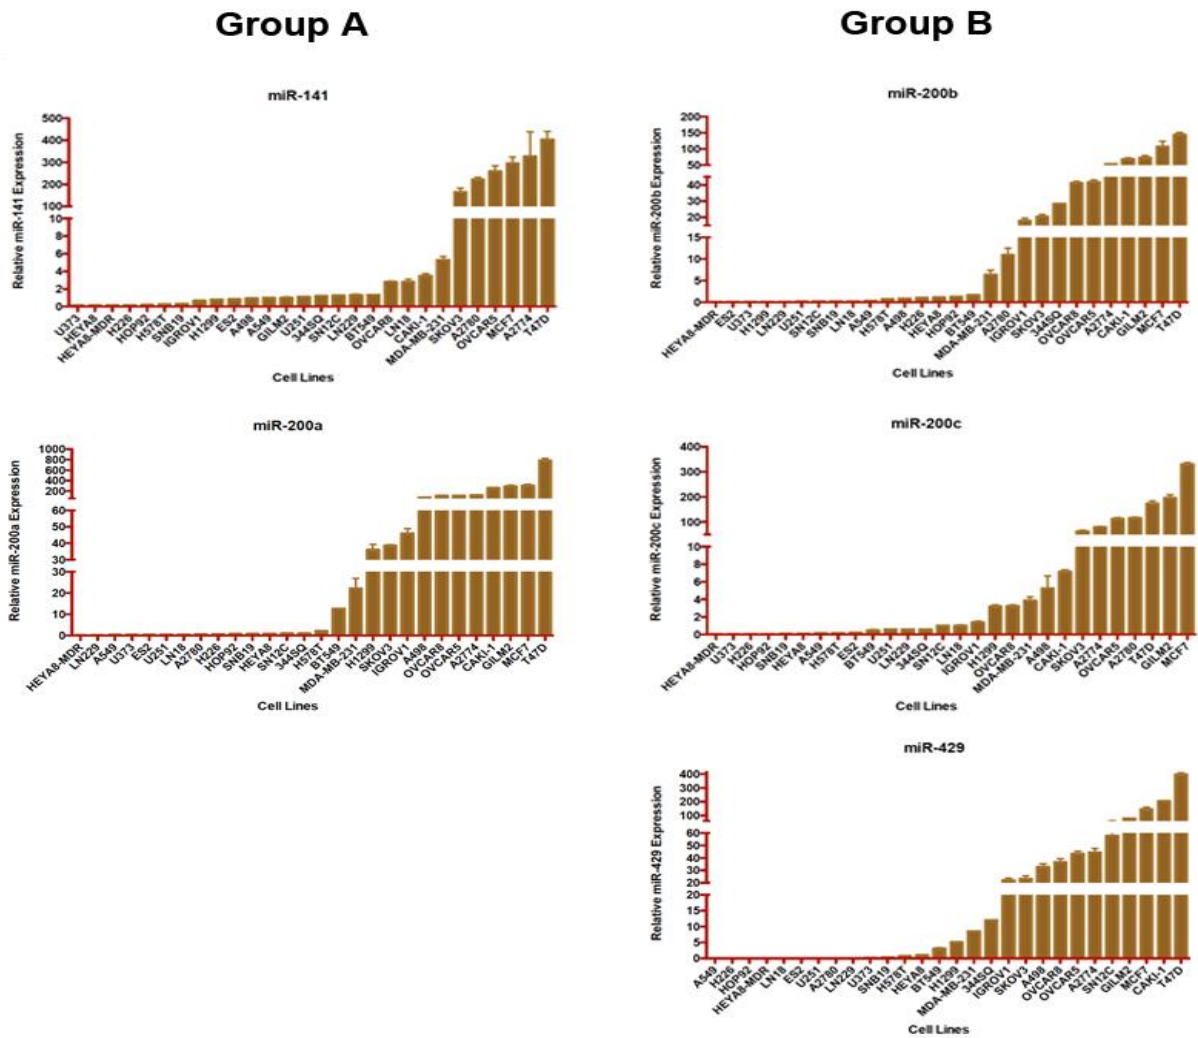 Group A
Group B
miR-141
Relative miR-141 Expression
500
400
300
200
100
10
8
6
4
2
0
U373
HEYA8
HEYA8-MDR
H226
HOP92
H578T
SNB19
IGROV1
H1299
ES2
A498
A549
GILM2
U251
344SQ
SN12C
LN229
BT549
OVCAR8
LN18
CAKI-1
MDA-MB-231
SKOV3
A2780
OVCAR5
MCF7
A2774
T47D
Cell Lines
miR-200b
Relative miR-200b Expression
200
150
100
50
40
30
20
15
10
5
0
HEYA8-MDR
ES2
U373
H1299
LN229
U251
SN12C
SNB19
LN18
A549
H578T
A498
H226
HEYA8
HOP92
BT549
MDA-MB-231
A2780
IGROV1
SKOV3
344SQ
OVCAR8
OVCAR5
A2774
CAKI-1
GILM2
MCF7
T47D
Cell Lines
miR-200a
Relative miR-200a Expression
1000
800
600
400
200
60
50
40
30
30
20
10
0
HEYA8-MDR
LN229
A549
U373
ES2
U251
LN18
A2780
H226
HOP92
SNB19
HEYA8
SN12C
344SQ
H578T
BT549
MDA-MB-231
H1299
SKOV3
IGROV1
A498
OVCAR8
OVCAR5
A2774
CAKI-1
GILM2
MCF7
T47D
Cell Lines
miR-200c
Relative miR-200c Expression
400
300
200
100
10
8
6
4
2
0
HEYA8-MDR
U373
H226
HOP92
SNB19
HEYA8
A549
H578T
ES2
BT549
U251
LN229
344SQ
SN12C
LN18
IGROV1
H1299
OVCAR8
MDA-MB-231
A498
CAKI-1
SKOV3
A2774
OVCAR5
A2780
T47D
GILM2
MCF7
Cell Lines
miR-429
Relative miR-429 Expression
400
300
200
100
60
50
40
30
20
20
15
10
5
0
A549
H226
HOP92
HEYA8-MDR
LN18
ES2
U251
A2780
LN229
U373
SNB19
H578T
HEYA8
BT549
H1299
MDA-MB-231
344SQ
IGROV1
SKOV3
A498
OVCAR8
OVCAR5
A2774
SN12C
GILM2
MCF7
CAKI-1
T47D
Cell Lines